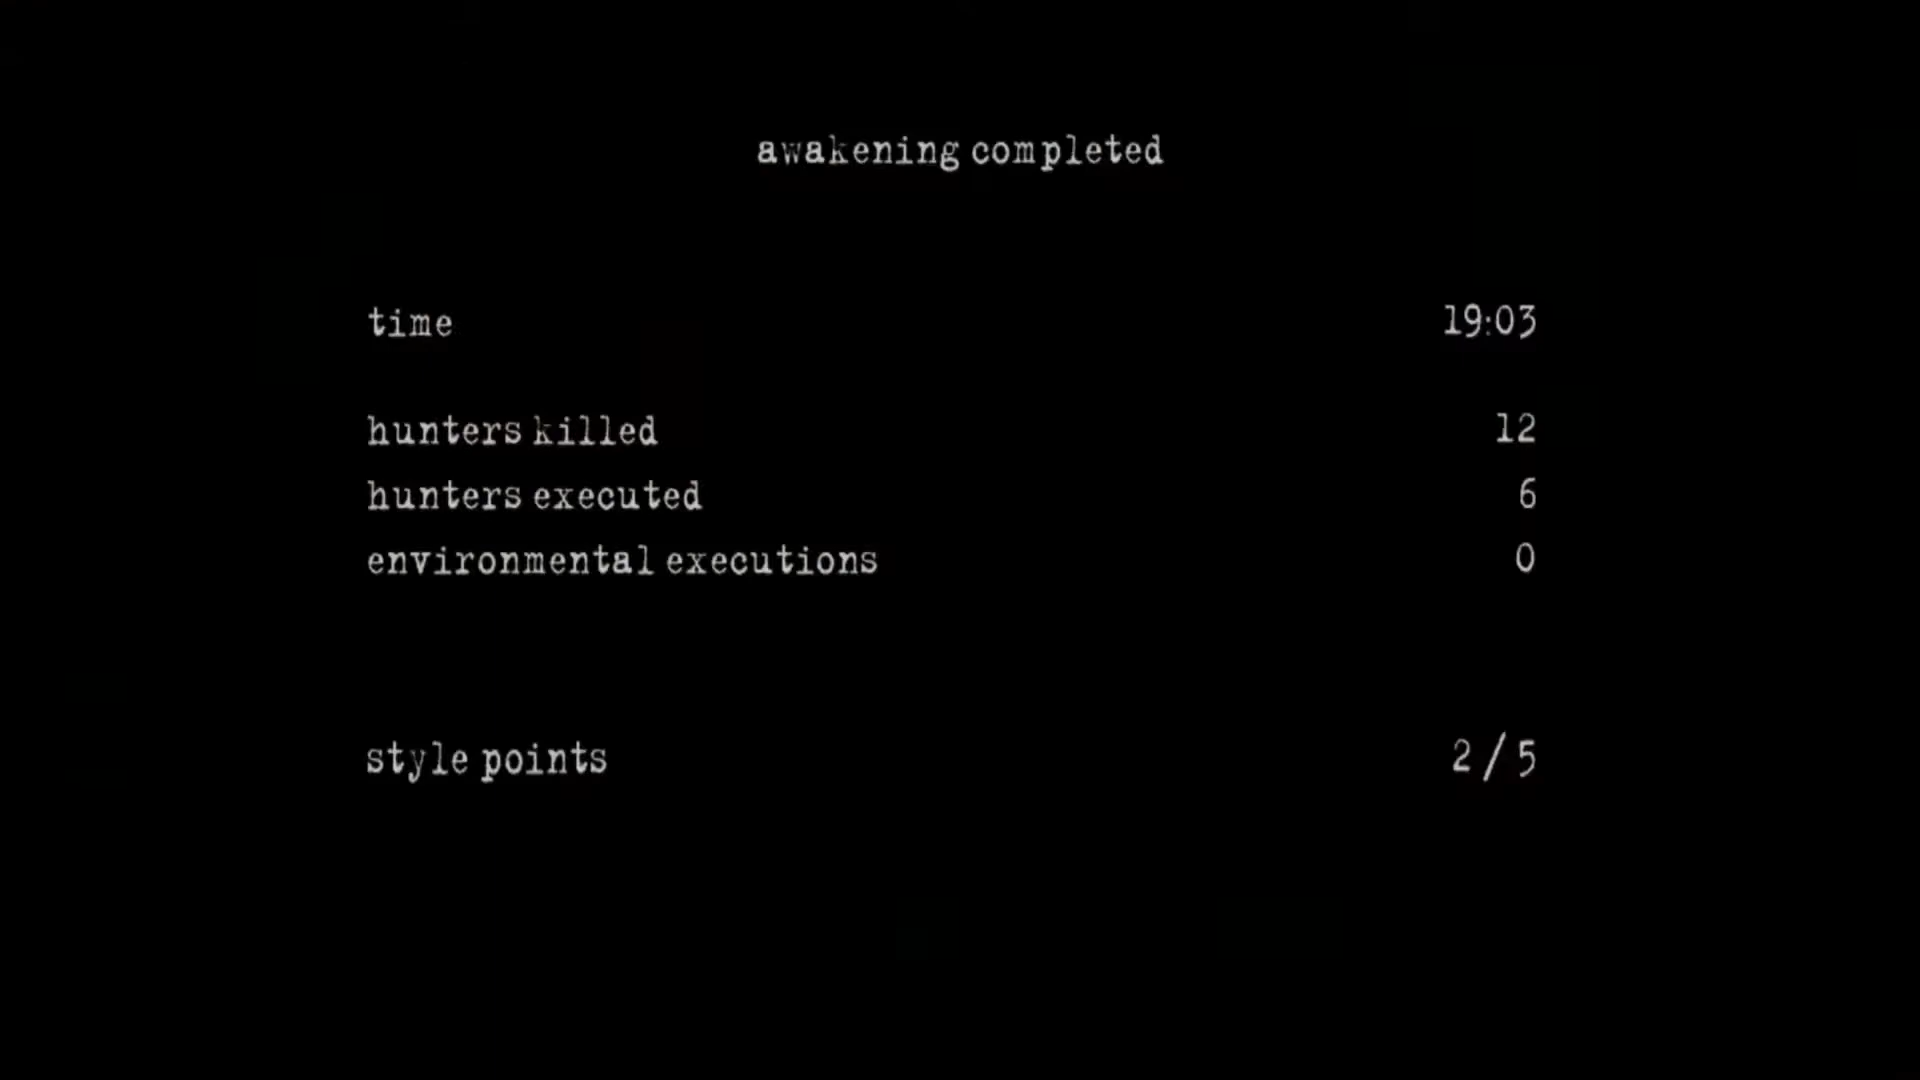 awakening completed
time 19:03
hunters killed 12
hunters executed 6
environmental executions 0
style points 2 / 5